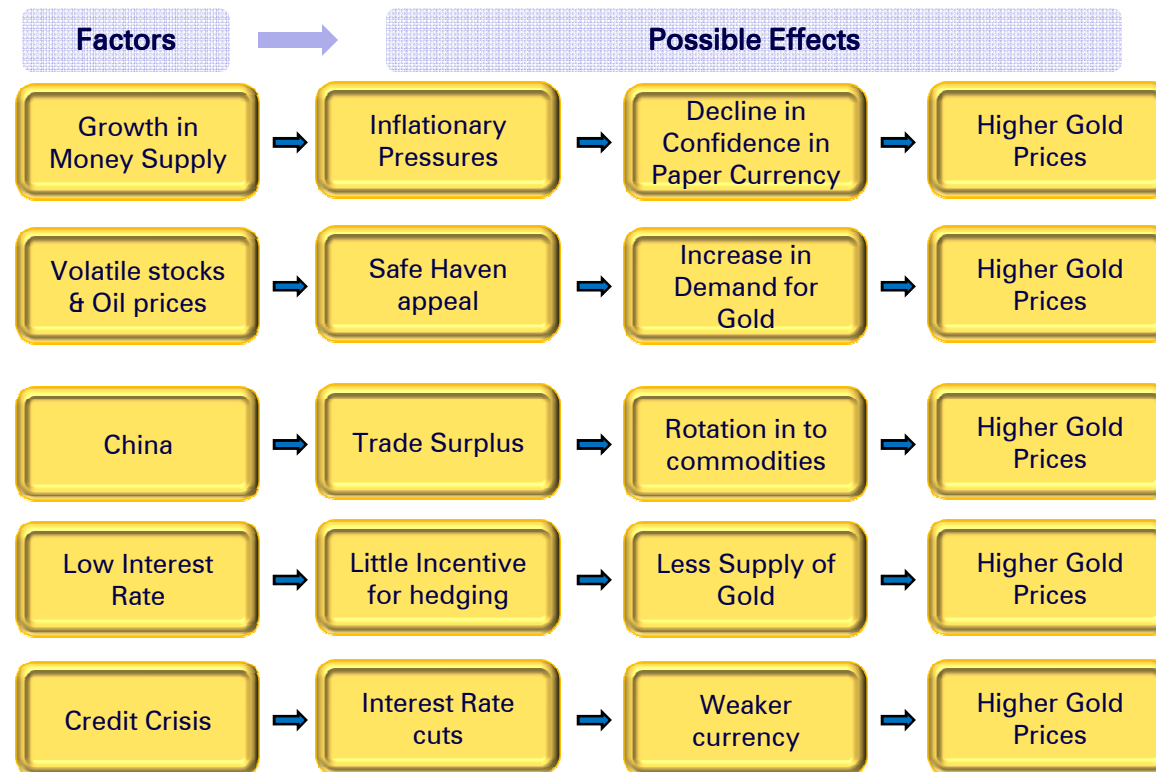 Factors
Possible Effects
Growth in
Money Supply
Inflationary
Pressures
Decline in
Confidence in
Paper Currency
Higher Gold
Prices
Volatile stocks
& Oil prices
Safe Haven
appeal
Increase in
Demand for
Gold
Higher Gold
Prices
China
Trade Surplus
Rotation in to
commodities
Higher Gold
Prices
Low Interest
Rate
Little Incentive
for hedging
Less Supply of
Gold
Higher Gold
Prices
Credit Crisis
Interest Rate
cuts
Weaker
currency
Higher Gold
Prices